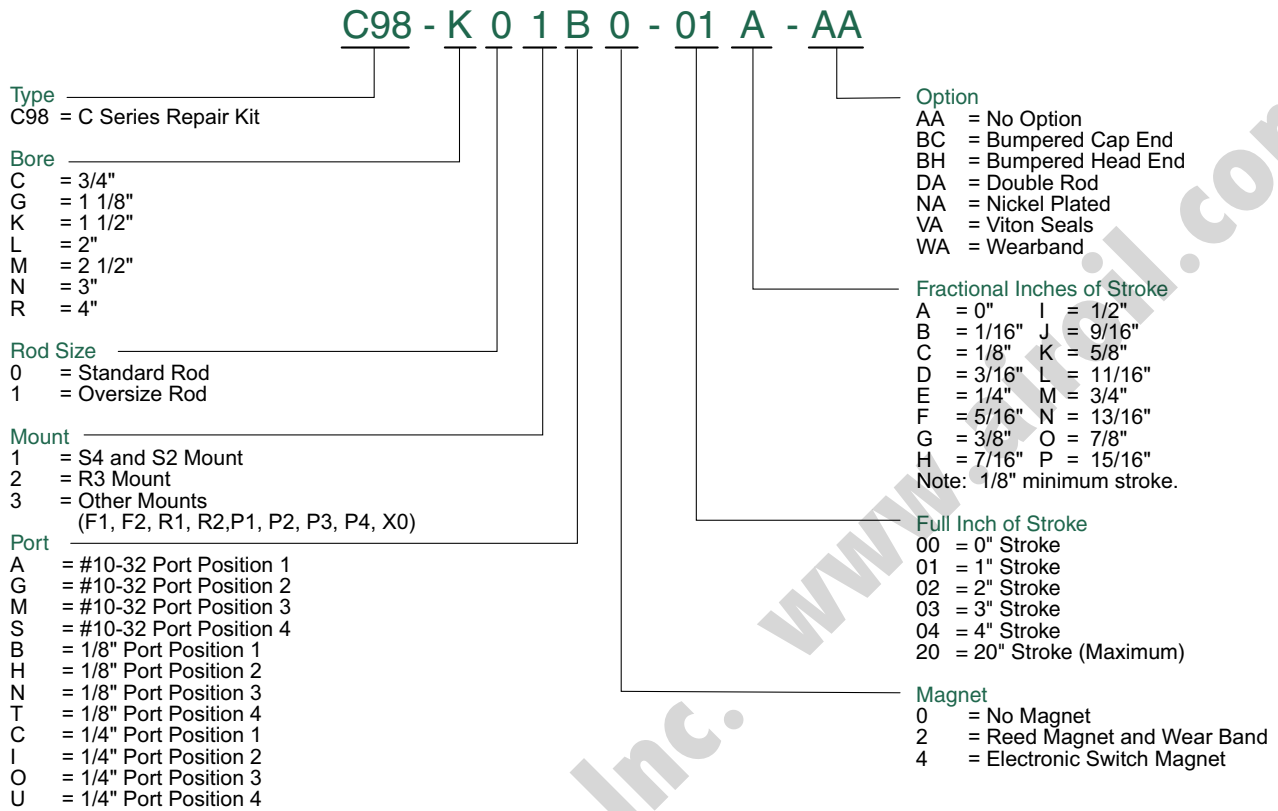 C98 - K 0 1 B 0 - 01 A - AA
Type
C98 = C Series Repair Kit
Bore
C = 3/4"
G = 1 1/8"
K = 1 1/2"
L = 2"
M = 2 1/2"
N = 3"
R = 4"
Rod Size
0 = Standard Rod
1 = Oversize Rod
Mount
1 = S4 and S2 Mount
2 = R3 Mount
3 = Other Mounts
(F1, F2, R1, R2,P1, P2, P3, P4, X0)
Port
A = #10-32 Port Position 1
G = #10-32 Port Position 2
M = #10-32 Port Position 3
S = #10-32 Port Position 4
B = 1/8" Port Position 1
H = 1/8" Port Position 2
N = 1/8" Port Position 3
T = 1/8" Port Position 4
C = 1/4" Port Position 1
I = 1/4" Port Position 2
O = 1/4" Port Position 3
U = 1/4" Port Position 4
Option
AA = No Option
BC = Bumpered Cap End
BH = Bumpered Head End
DA = Double Rod
NA = Nickel Plated
VA = Viton Seals
WA = Wearband
Fractional Inches of Stroke
A = 0" I = 1/2"
B = 1/16" J = 9/16"
C = 1/8" K = 5/8"
D = 3/16" L = 11/16"
E = 1/4" M = 3/4"
F = 5/16" N = 13/16"
G = 3/8" O = 7/8"
H = 7/16" P = 15/16"
Note: 1/8" minimum stroke.
Full Inch of Stroke
00 = 0" Stroke
01 = 1" Stroke
02 = 2" Stroke
03 = 3" Stroke
04 = 4" Stroke
20 = 20" Stroke (Maximum)
Magnet
0 = No Magnet
2 = Reed Magnet and Wear Band
4 = Electronic Switch Magnet
Inc. www.airoil.com